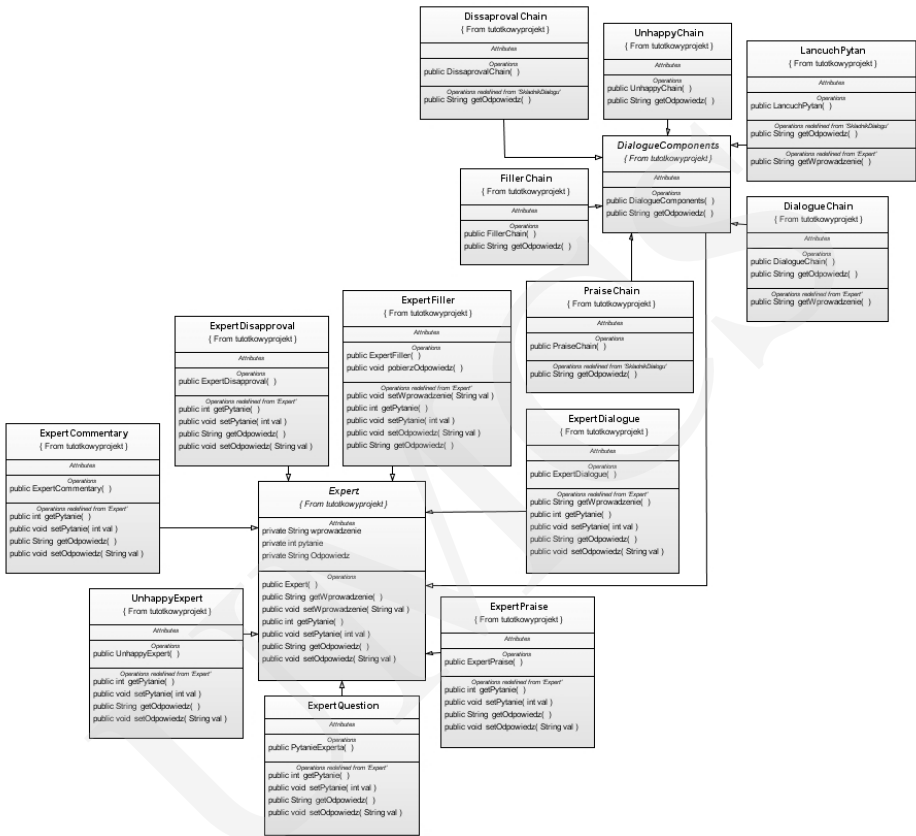 DissaprovalChain
{ From tutotkowyprojekt }
Attributes
Operations
public DissaprovalChain( )
Operations redefined from 'SkladnikDialogu'
public String getOdpowiedz( )
UnhappyChain
{ From tutotkowyprojekt }
Attributes
Operations
public UnhappyChain( )
public String getOdpowiedz( )
LancuchPytan
{ From tutotkowyprojekt }
Attributes
Operations
public LancuchPytan( )
Operations redefined from 'SkladnikDialogu'
public String getOdpowiedz( )
Operations redefined from 'Expert'
public String getWprowadzenie( )
DialogueComponents
{ From tutotkowyprojekt }
Attributes
Operations
public DialogueComponents( )
public String getOdpowiedz( )
FillerChain
{ From tutotkowyprojekt }
Attributes
Operations
public FillerChain( )
public String getOdpowiedz( )
DialogueChain
{ From tutotkowyprojekt }
Attributes
Operations
public DialogueChain( )
public String getOdpowiedz( )
Operations redefined from 'Expert'
public String getWprowadzenie( )
PraiseChain
{ From tutotkowyprojekt }
Attributes
Operations
public PraiseChain( )
Operations redefined from 'SkladnikDialogu'
public String getOdpowiedz( )
ExpertFiller
{ From tutotkowyprojekt }
Attributes
Operations
public ExpertFiller( )
public void pobierzOdpowiedz( )
Operations redefined from 'Expert'
public void setWprowadzenie( String val )
public int getPytanie( )
public void setPytanie( int val )
public void setOdpowiedz( String val )
public String getOdpowiedz( )
ExpertDisapproval
{ From tutotkowyprojekt }
Attributes
Operations
public ExpertDisapproval( )
Operations redefined from 'Expert'
public int getPytanie( )
public void setPytanie( int val )
public String getOdpowiedz( )
public void setOdpowiedz( String val )
ExpertDialogue
{ From tutotkowyprojekt }
Attributes
Operations
public ExpertDialogue( )
Operations redefined from 'Expert'
public String getWprowadzenie( )
public int getPytanie( )
public void setPytanie( int val )
public String getOdpowiedz( )
public void setOdpowiedz( String val )
ExpertCommentary
{ From tutotkowyprojekt }
Attributes
Operations
public ExpertCommentary( )
Operations redefined from 'Expert'
public int getPytanie( )
public void setPytanie( int val )
public String getOdpowiedz( )
public void setOdpowiedz( String val )
Expert
{ From tutotkowyprojekt }
Attributes
private String wprowadzenie
private int pytanie
private String Odpowiedz
Operations
public Expert( )
public String getWprowadzenie( )
public void setWprowadzenie( String val )
public int getPytanie( )
public void setPytanie( int val )
public String getOdpowiedz( )
public void setOdpowiedz( String val )
UnhappyExpert
{ From tutotkowyprojekt }
Attributes
Operations
public UnhappyExpert( )
Operations redefined from 'Expert'
public int getPytanie( )
public void setPytanie( int val )
public String getOdpowiedz( )
public void setOdpowiedz( String val )
ExpertPraise
{ From tutotkowyprojekt }
Attributes
Operations
public ExpertPraise( )
Operations redefined from 'Expert'
public int getPytanie( )
public void setPytanie( int val )
public String getOdpowiedz( )
public void setOdpowiedz( String val )
ExpertQuestion
{ From tutotkowyprojekt }
Attributes
Operations
public PytanieExperta( )
Operations redefined from 'Expert'
public int getPytanie( )
public void setPytanie( int val )
public String getOdpowiedz( )
public void setOdpowiedz( String val )
UMCS